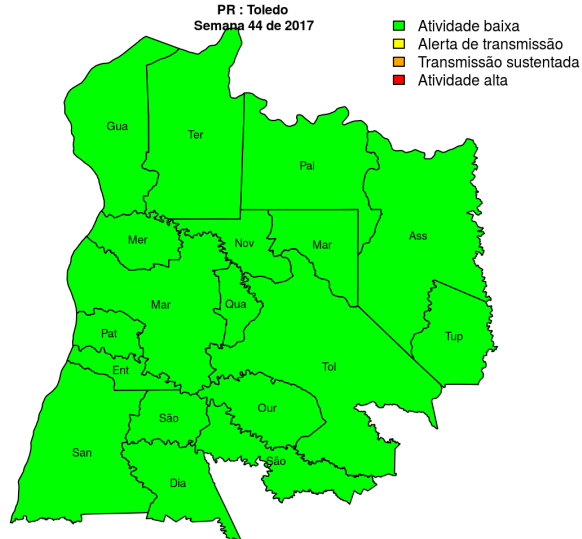 PR : Toledo
Semana 44 de 2017
Atividade baixa
Alerta de transmissão
Transmissão sustentada
Atividade alta
Gua
Ter
Pal
Ass
Mer
Nov
Mar
Mar
Qua
Pat
Tup
Ent
Tol
Our
São
San
São
Dia